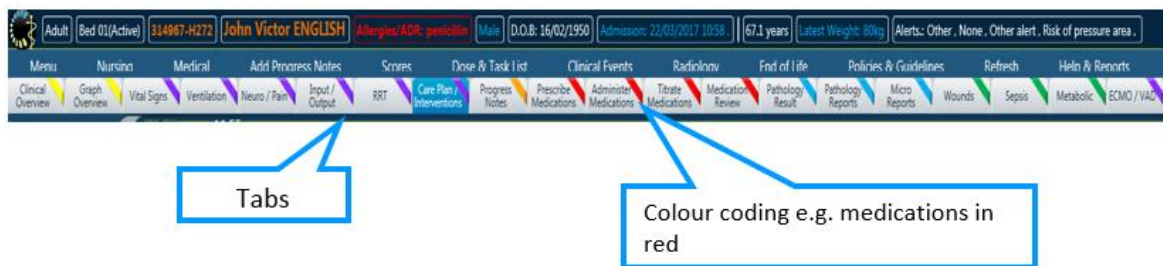 Adult Bed 01(Active) 314967-H272 John Victor ENGLISH Allergies/ADR: penicillin Male D.O.B: 16/02/1950 Admission: 22/03/2017 10:58 67.1 years Latest Weight: 80kg Alerts.: Other , None , Other alert , Risk of pressure area ,
Menu Nursing Medical Add Progress Notes Scores Dose & Task List Clinical Events Radiology End of Life Policies & Guidelines Refresh Help & Reports
Clinical Overview Graph Overview Vital Signs Ventilation Neuro / Pain Input / Output RRT Care Plan / Interventions Progress Notes Prescribe Medications Administer Medications Titrate Medications Medication Review Pathology Result Pathology Reports Micro Reports Wounds Sepsis Metabolic ECMO / VAD
Tabs
Colour coding e.g. medications in
red